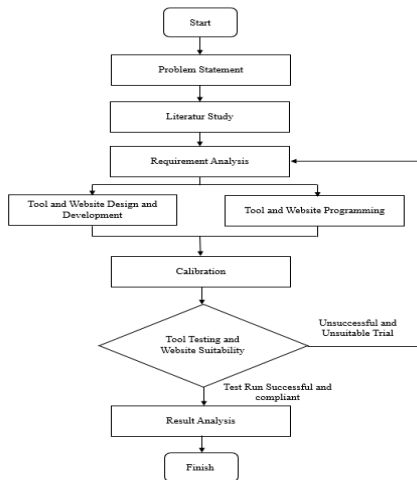 Start
Problem Statement
Literatur Study
Requirement Analysis
Tool and Website Design and
Development
Tool and Website Programming
Calibration
Tool Testing and
Website Suitability
Unsuccessful and
Unsuitable Trial
Test Run Successful and
compliant
Result Analysis
Finish